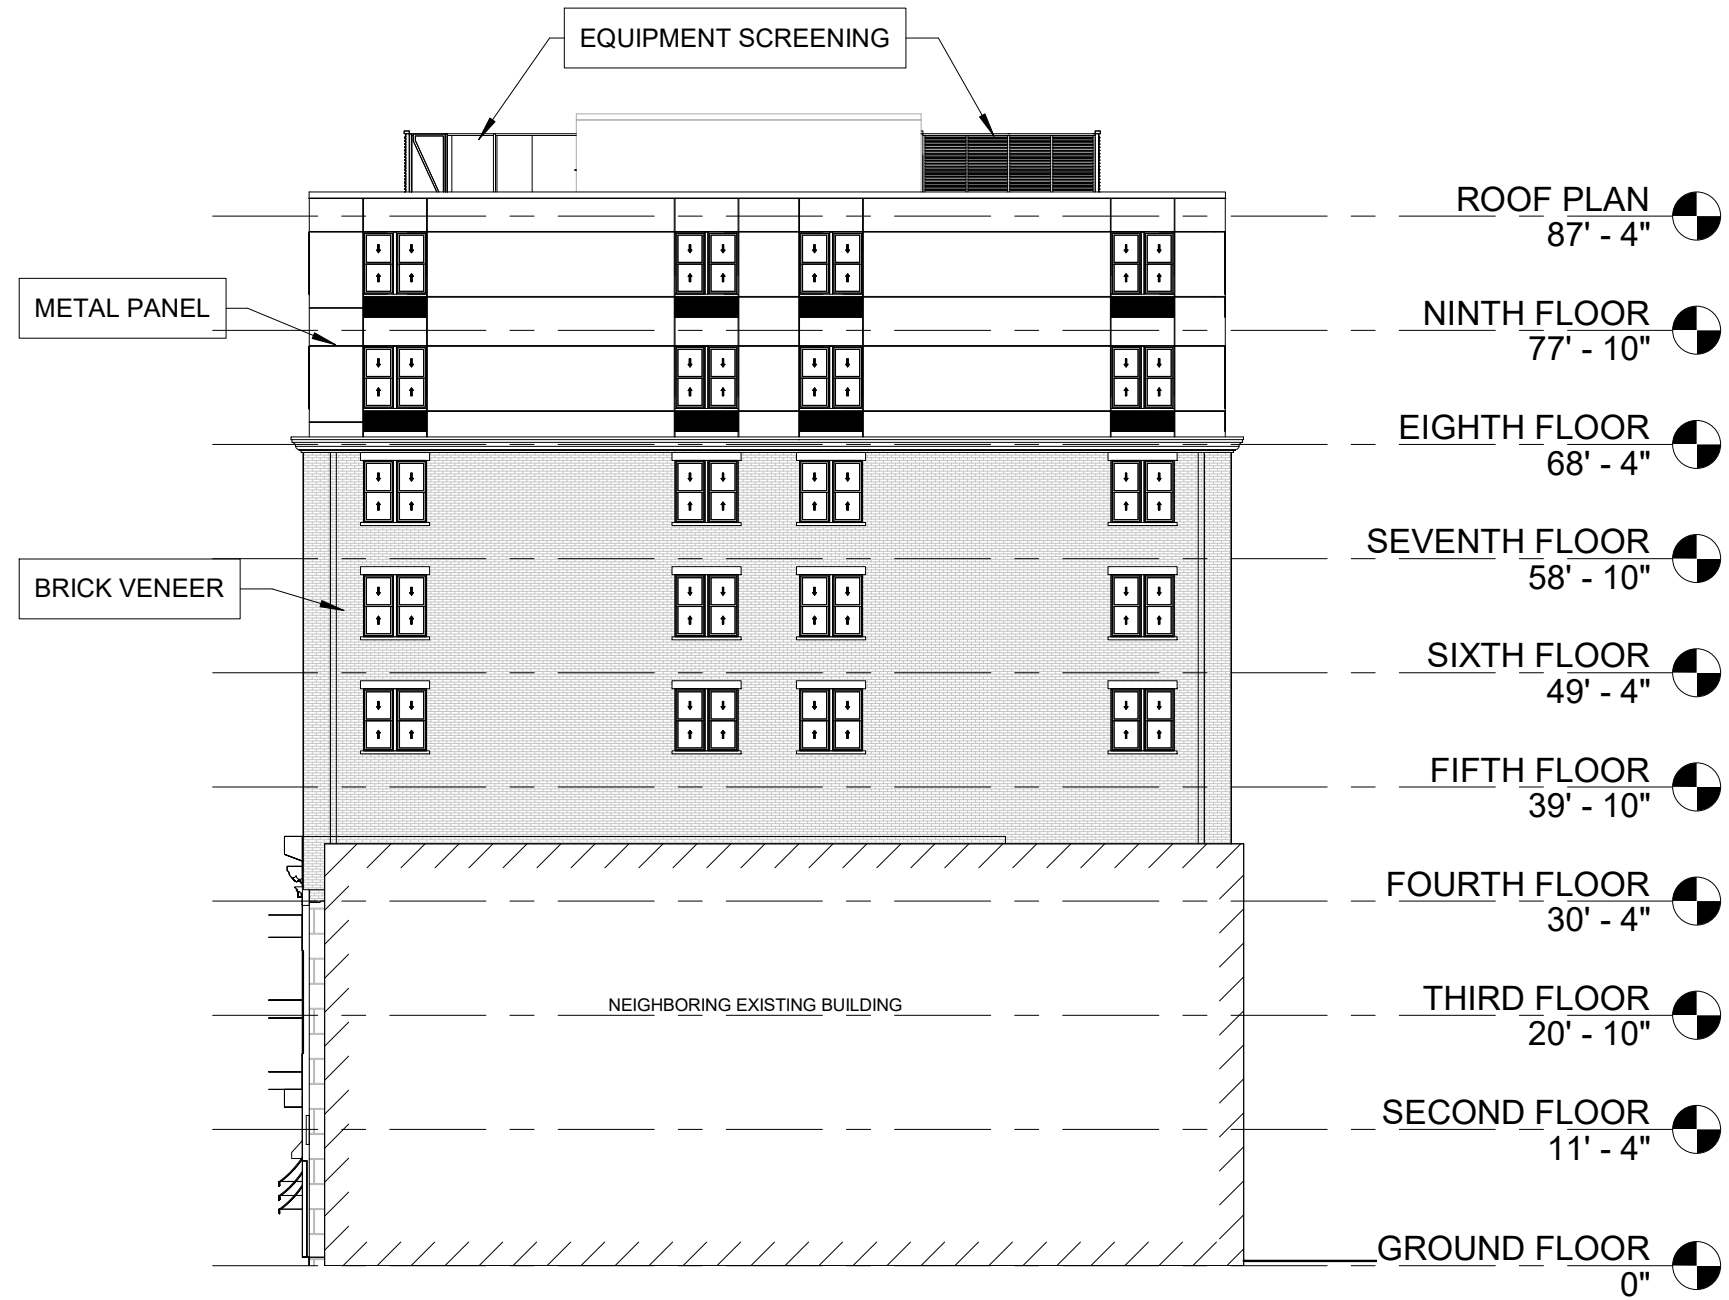 EQUIPMENT SCREENING
ROOF PLAN
87' - 4"
METAL PANEL
NINTH FLOOR
77' - 10"
EIGHTH FLOOR
68' - 4"
SEVENTH FLOOR
58' - 10"
BRICK VENEER
SIXTH FLOOR
49' - 4"
FIFTH FLOOR
39' - 10"
FOURTH FLOOR
30' - 4"
THIRD FLOOR
20' - 10"
NEIGHBORING EXISTING BUILDING
SECOND FLOOR
11' - 4"
GROUND FLOOR
0"